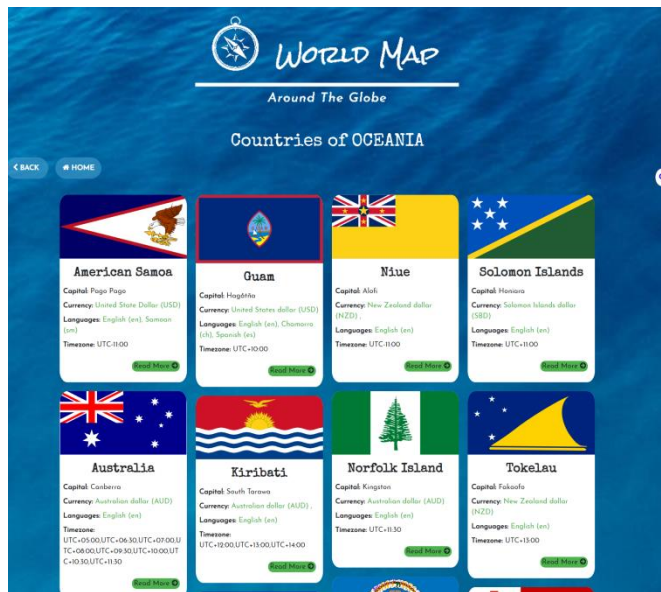 World Map
Around The Globe
Countries of OCEANIA
BACK
HOME
American Samoa
Capital: Pago Pago
Currency: United State Dollar (USD)
Languages: English (en), Samoan
(sm)
Timezone: UTC-11:00
Read More
Guam
Capital: Hagåtña
Currency: United States dollar (USD)
Languages: English (en), Chamorro
(ch), Spanish (es)
Timezone: UTC+10:00
Read More
Niue
Capital: Alofi
Currency: New Zealand dollar
(NZD) ,
Languages: English (en)
Timezone: UTC-11:00
Read More
Solomon Islands
Capital: Honiara
Currency: Solomon Islands dollar
(SBD)
Languages: English (en)
Timezone: UTC+11:00
Read More
Australia
Capital: Canberra
Currency: Australian dollar (AUD)
Languages: English (en)
Timezone:
UTC+05:00,UTC+06:30,UTC+07:00,U
TC+08:00,UTC+09:30,UTC+10:00,UT
C+10:30,UTC+11:30
Read More
Kiribati
Capital: South Tarawa
Currency: Australian dollar (AUD) ,
Languages: English (en)
Timezone:
UTC+12:00,UTC+13:00,UTC+14:00
Read More
Norfolk Island
Capital: Kingston
Currency: Australian dollar (AUD)
Languages: English (en)
Timezone: UTC+11:30
Read More
Tokelau
Capital: Fakaofo
Currency: New Zealand dollar
(NZD)
Languages: English (en)
Timezone: UTC+13:00
Read More